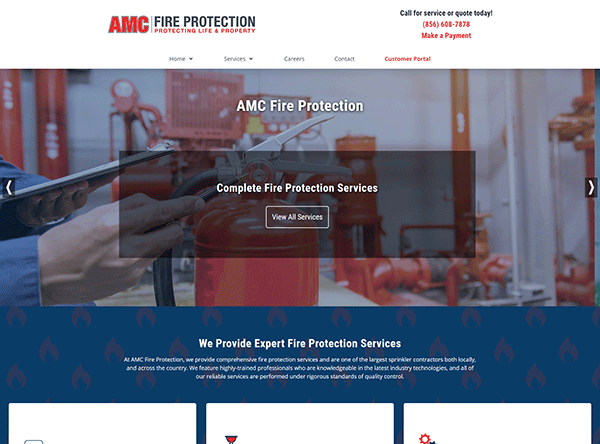 AMC FIRE PROTECTION
PROTECTING LIFE & PROPERTY
Call for service or quote today!
(856) 608-7878
Make a Payment
Home Services Careers Contact Customer Portal
AMC Fire Protection
Complete Fire Protection Services
View All Services
We Provide Expert Fire Protection Services
At AMC Fire Protection, we provide comprehensive fire protection services and are one of the largest sprinkler contractors both locally,
and across the country. We feature highly-trained professionals who are knowledgeable in the latest industry technologies, and all of
our reliable services are performed under rigorous standards of quality control.